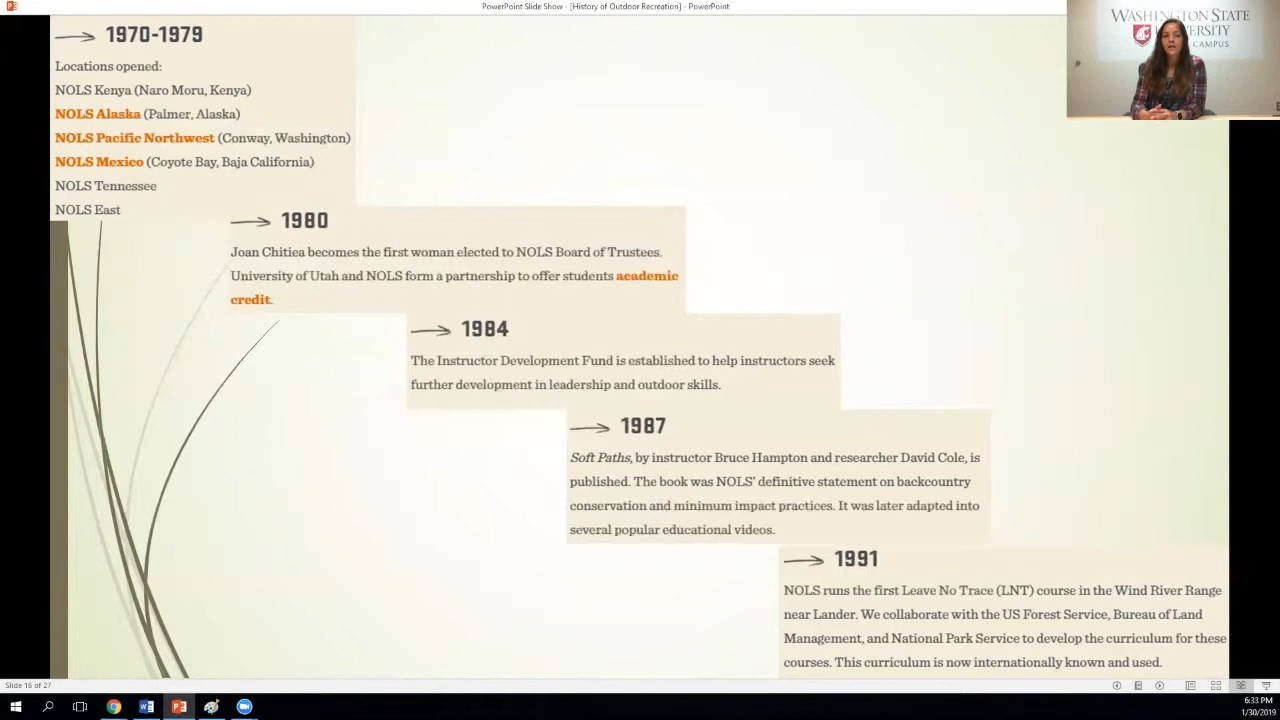 PowerPoint Slide Show - [History of Outdoor Recreation] - PowerPoint
WASHINGTON STATE
CAMPUS
1970-1979
Locations opened:
NOLS Kenya (Naro Moru, Kenya)
NOLS Alaska (Palmer, Alaska)
NOLS Pacific Northwest (Conway, Washington)
NOLS Mexico (Coyote Bay, Baja California)
NOLS Tennessee
NOLS East
1980
Joan Chitiea becomes the first woman elected to NOLS Board of Trustees.
University of Utah and NOLS form a partnership to offer students academic
credit.
1984
The Instructor Development Fund is established to help instructors seek
further development in leadership and outdoor skills.
1987
Soft Paths, by instructor Bruce Hampton and researcher David Cole, is
published. The book was NOLS' definitive statement on backcountry
conservation and minimum impact practices. It was later adapted into
several popular educational videos.
1991
NOLS runs the first Leave No Trace (LNT) course in the Wind River Range
near Lander. We collaborate with the US Forest Service, Bureau of Land
Management, and National Park Service to develop the curriculum for these
courses. This curriculum is now internationally known and used.
Slide 16 of 27
6:33 PM
1/30/2019